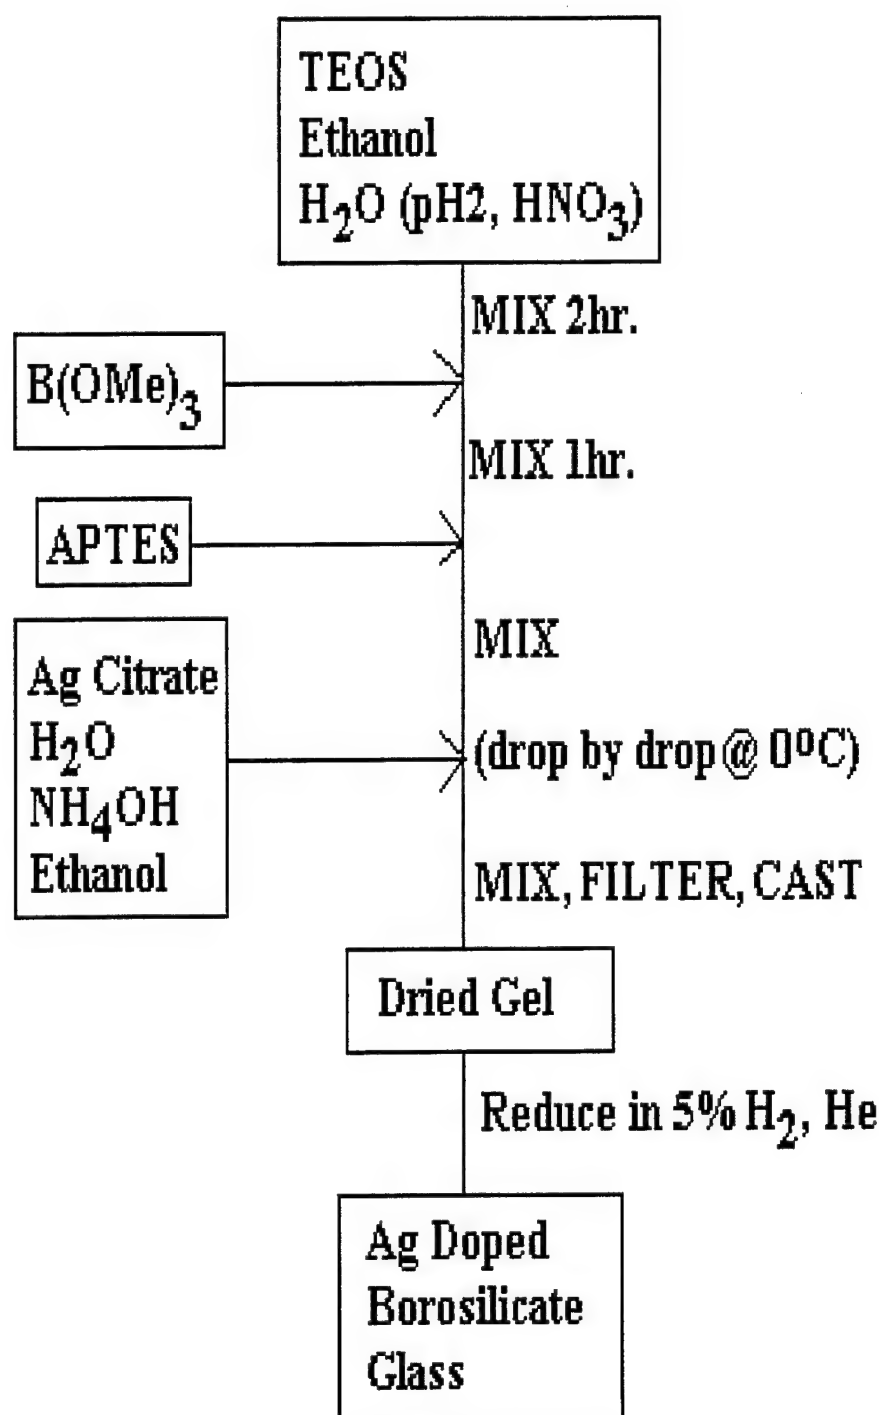 TEOS
Ethanol
H₂O (pH2, HNO₃)
MIX 2hr.
B(OMe)₃
MIX 1hr.
APTES
MIX
Ag Citrate
H₂O
NH₄OH
Ethanol
(drop by drop @ 0ºC)
MIX, FILTER, CAST
Dried Gel
Reduce in 5% H₂, He
Ag Doped
Borosilicate
Glass